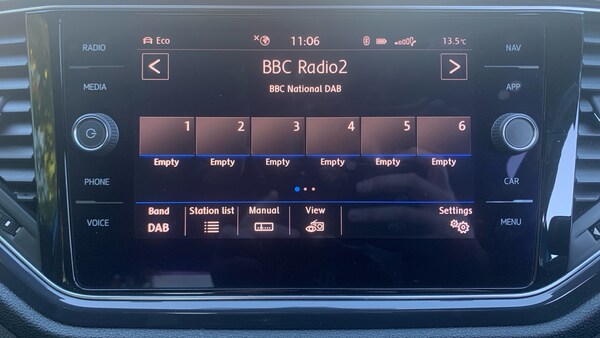 RADIO
MEDIA
PHONE
VOICE
Eco
11:06
13.5°C
< BBC Radio2 >
BBC National DAB
1 2 3 4 5 6
Empty Empty Empty Empty Empty Empty
Band Station list Manual View Settings
DAB
NAV
APP
CAR
MENU